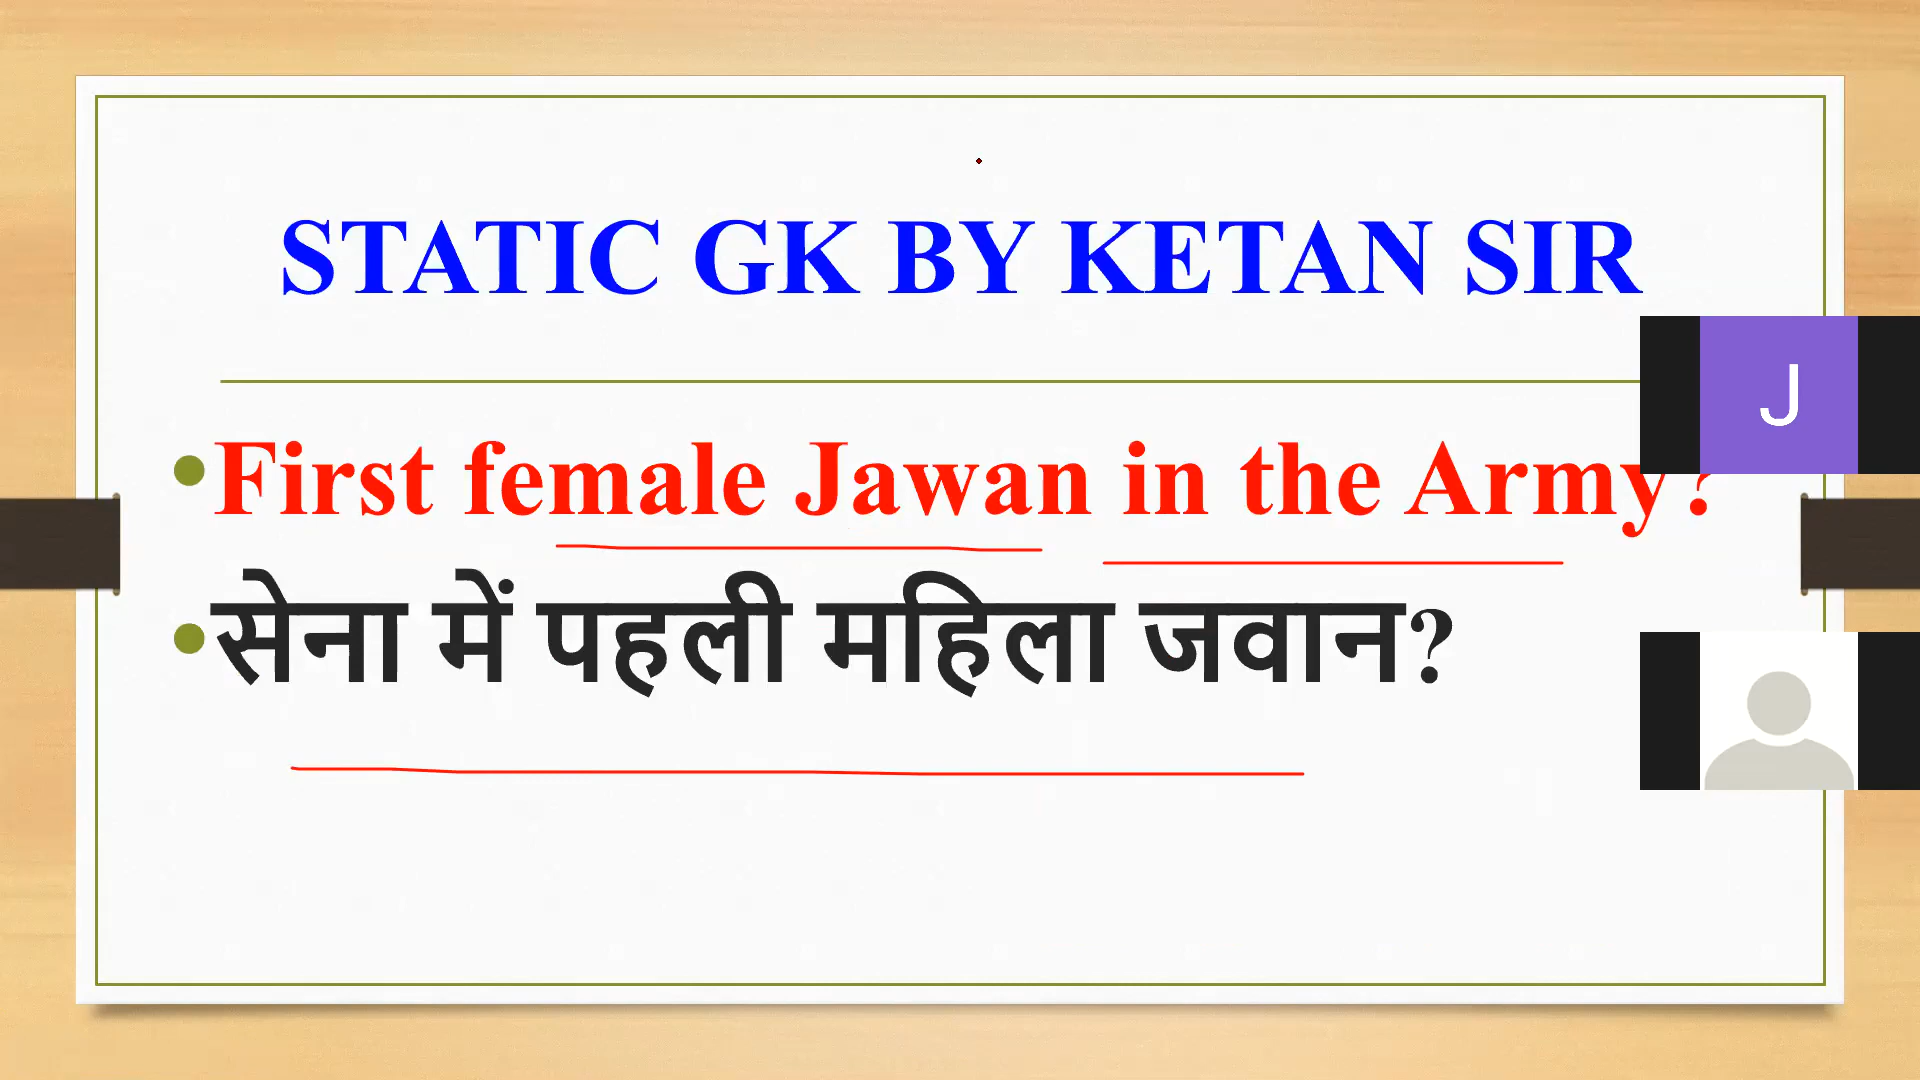 STATIC GK BY KETAN SIR
First female Jawan in the Army?
सेना में पहली महिला जवान?
J